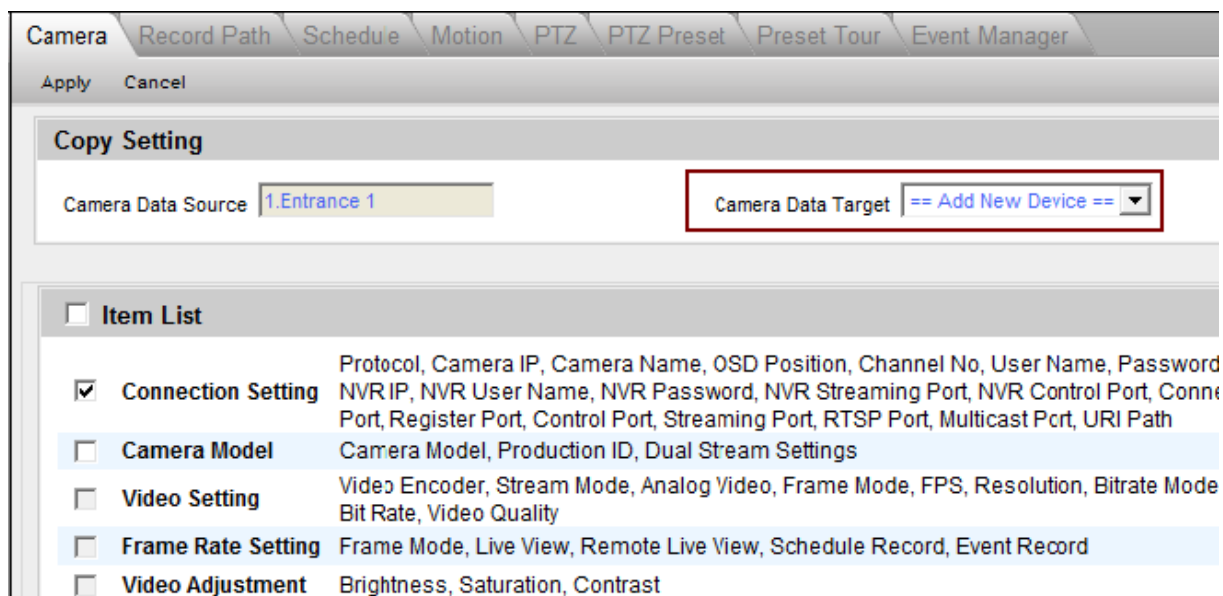 Camera Record Path Schedule Motion PTZ PTZ Preset Preset Tour Event Manager
Apply Cancel
Copy Setting
Camera Data Source 1.Entrance 1 Camera Data Target == Add New Device ==
Item List
Connection Setting
Protocol, Camera IP, Camera Name, OSD Position, Channel No, User Name, Password
NVR IP, NVR User Name, NVR Password, NVR Streaming Port, NVR Control Port, Conne
Port, Register Port, Control Port, Streaming Port, RTSP Port, Multicast Port, URI Path
Camera Model Camera Model, Production ID, Dual Stream Settings
Video Setting
Video Encoder, Stream Mode, Analog Video, Frame Mode, FPS, Resolution, Bitrate Mode
Bit Rate, Video Quality
Frame Rate Setting Frame Mode, Live View, Remote Live View, Schedule Record, Event Record
Video Adjustment Brightness, Saturation, Contrast